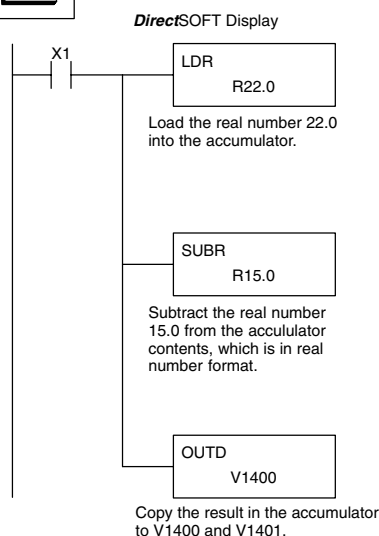 DirectSOFT Display
X1
LDR
R22.0
Load the real number 22.0
into the accumulator.
SUBR
R15.0
Subtract the real number
15.0 from the accululator
contents, which is in real
number format.
OUTD
V1400
Copy the result in the accumulator
to V1400 and V1401.